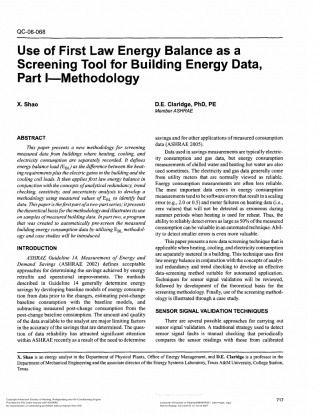 QC-06-068
Use of First Law Energy Balance as a
Screening Tool for Building Energy Data,
Part I—Methodology
X. Shao
D.E. Claridge, PhD, PE
Member ASHRAE
ABSTRACT
This paper presents a new methodology for screening
measured data from buildings where heating, cooling, and
electricity consumption are separately recorded. It defines
energy balance load (EBL) as the difference between the heat-
ing requirements plus the electric gains in the building and the
cooling coil loads. It then applies first law energy balance in
conjunction with the concepts of analytical redundancy, trend
checking, sensitivity, and uncertainty analysis to develop a
methodology using measured value of EBL to identify bad
data. This paper is the first part of a two-part series; it presents
the theoretical basis for the methodology and illustrates its use
on samples of measured building data. In part two, a program
that was created to automatically pre-screen the measured
building energy consumption data by utilizing EBL methodol-
ogy and case studies will be introduced.
INTRODUCTION
ASHRAE Guideline 14, Measurement of Energy and
Demand Savings (ASHRAE 2002) defines acceptable
approaches for determining the savings achieved by energy
retrofits and operational improvements. The methods
described in Guideline 14 generally determine energy
savings by developing baseline models of energy consump-
tion from data prior to the changes, estimating post-change
baseline consumption with the baseline models, and
subtracting measured post-change consumption from the
post-change baseline consumption. The amount and quality
of the data available to the analyst are major limiting factors
in the accuracy of the savings that are determined. The ques-
tion of data reliability has attracted significant attention
within ASHRAE recently as a result of the need to determine
savings and for other applications of measured consumption
data (ASHRAE 2005).
Data used in savings measurements are typically electric-
ity consumption and gas data, but energy consumption
measurements of chilled water and heating hot water are also
used sometimes. The electricity and gas data generally come
from utility meters that are normally viewed as reliable.
Energy consumption measurements are often less reliable.
The most important data errors to energy consumption
measurements tend to be software errors that result in a scaling
error (e.g., 2.0 or 0.5) and meter failures on heating data (i.e.,
zero values) that will not be detected as erroneous during
summer periods when heating is used for reheat. Thus, the
ability to reliably detect errors as large as 50% of the measured
consumption can be valuable in an automated technique. Abil-
ity to detect smaller errors is even more valuable.
This paper presents a new data screening technique that is
applicable when heating, cooling, and electricity consumption
are separately metered in a building. This technique uses first
law energy balance in conjunction with the concepts of analyt-
ical redundancy and trend checking to develop an effective
data-screening method suitable for automated application.
Techniques for sensor signal validation will be reviewed,
followed by development of the theoretical basis for the
screening methodology. Finally, use of the screening method-
ology is illustrated through a case study.
SENSOR SIGNAL VALIDATION TECHNIQUES
There are several possible approaches for carrying out
sensor signal validation. A traditional strategy used to detect
sensor signal faults is manual checking that periodically
compares the sensor readings with those from calibrated
X. Shao is an energy analyst in the Department of Physical Plants, Office of Energy Management, and D.E. Claridge is a professor in the
Department of Mechanical Engineering and the associate director of the Energy Systems Laboratory, Texas A&M University, College Station,
Texas.
717